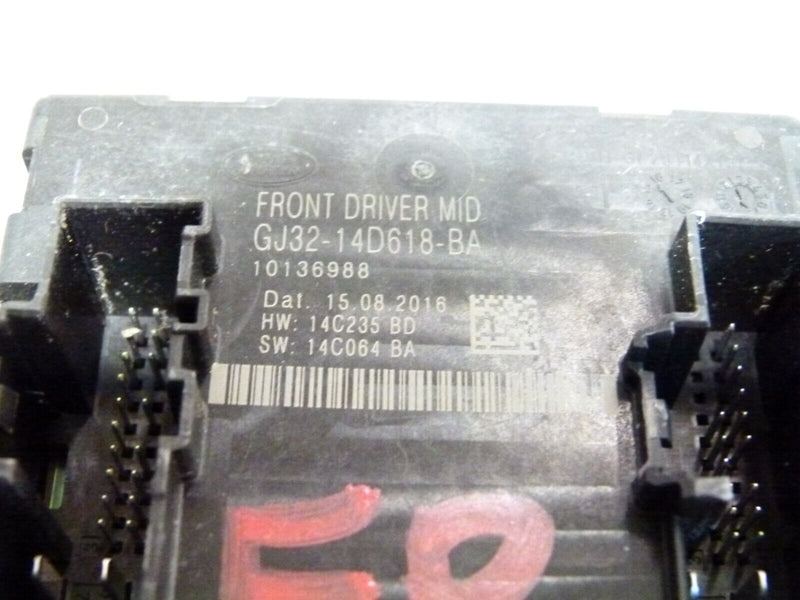 FRONT DRIVER MID
GJ32-14D618-BA
10136988
Dat. 15.08.2016
HW: 14C235 BD
SW: 14C064 BA